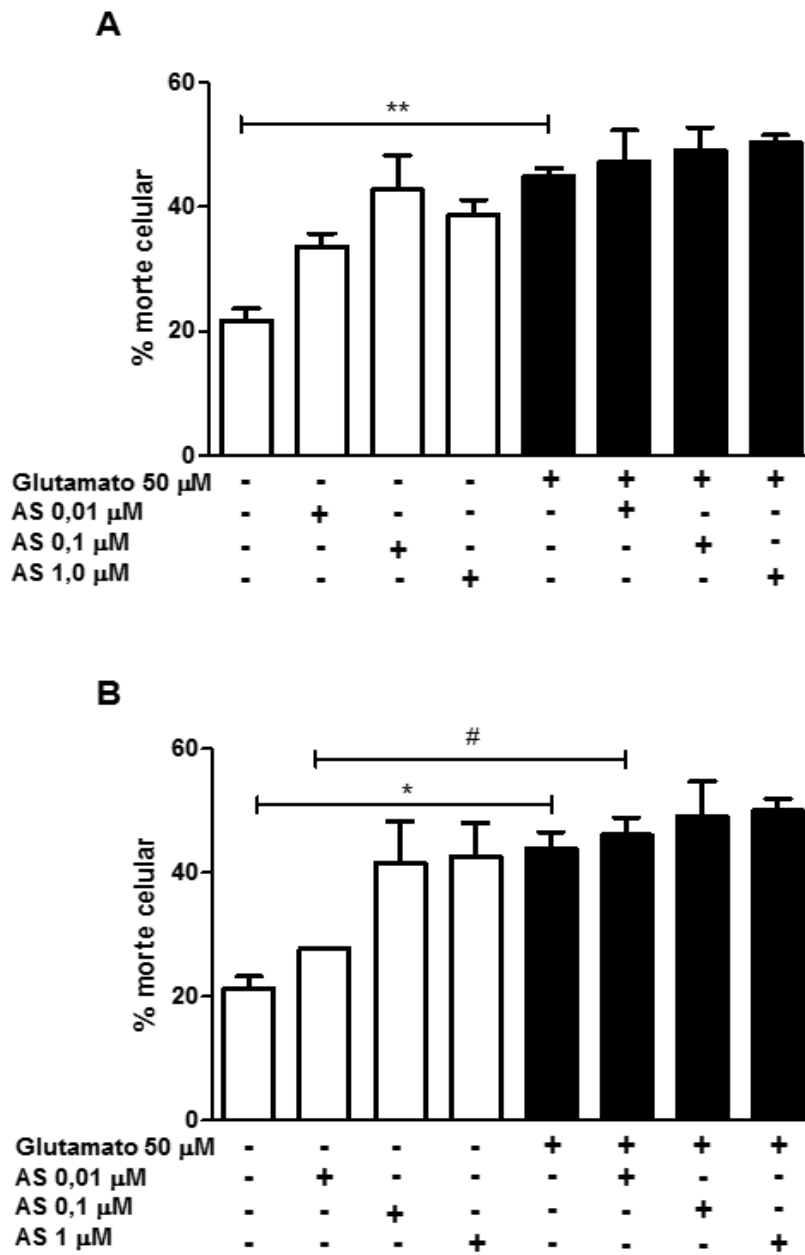 A
60
**
40
% morte celular
20
0
Glutamato 50 μM - - - - + + + +
AS 0,01 μM - + - - - + - -
AS 0,1 μM - - + - - - + -
AS 1,0 μM - - - + - - - +
B
60
#
*
40
% morte celular
20
0
Glutamato 50 μM - - - - + + + +
AS 0,01 μM - + - - - + - -
AS 0,1 μM - - + - - - + -
AS 1 μM - - - + - - - +